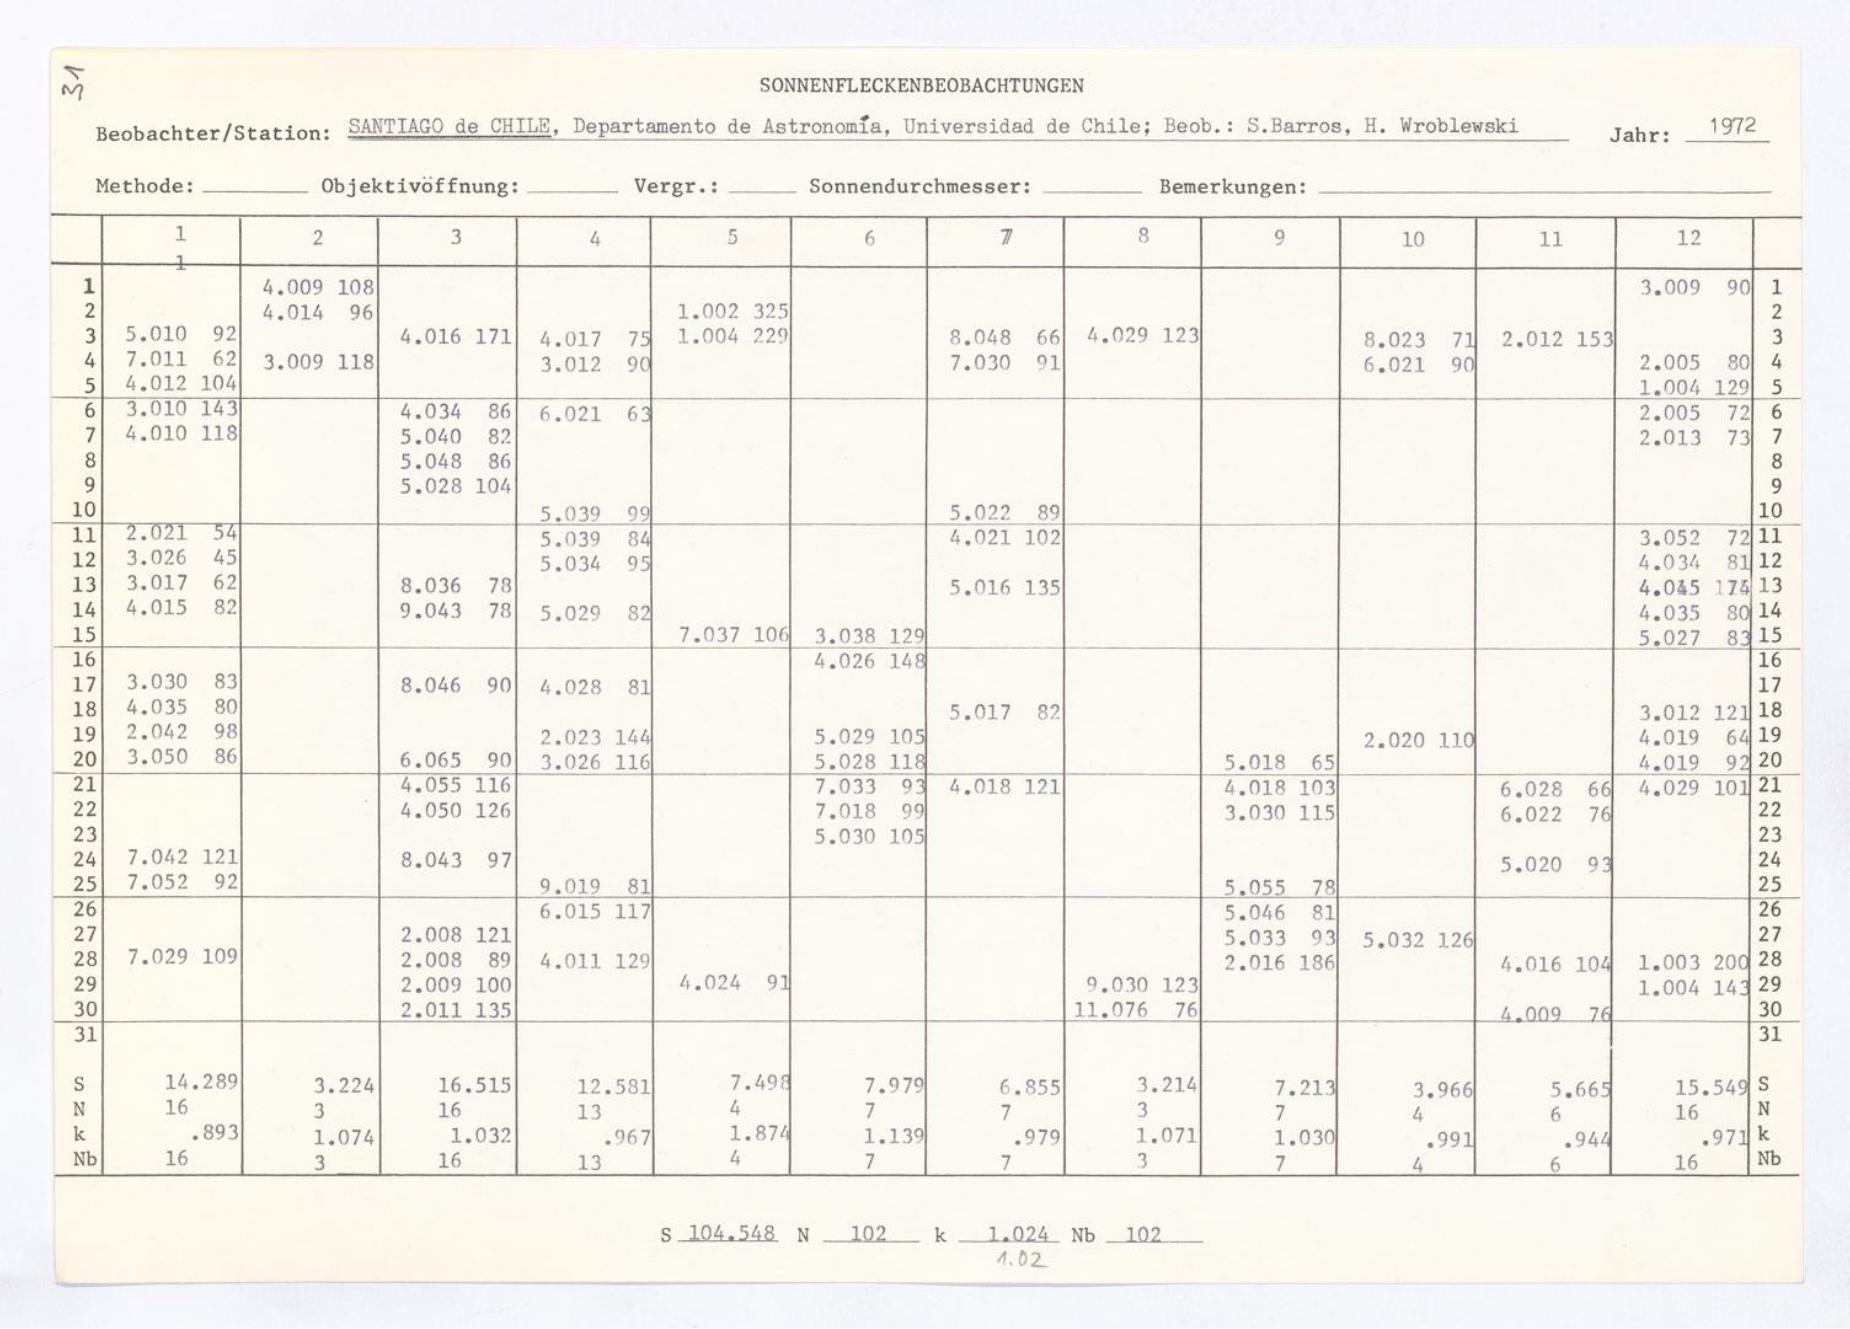 31
SONNENFLECKENBEOBACHTUNGEN
Beobachter/Station: SANTIAGO de CHILE, Departamento de Astronomía, Universidad de Chile; Beob.: S.Barros, H. Wroblewski Jahr: 1972
Methode: Objektivöffnung: Vergr.: Sonnendurchmesser: Bemerkungen:
1 2 3 4 5 6 7 8 9 10 11 12
1
1 4.009 108 3.009 90 1
2 4.014 96 1.002 325 2
3 5.010 92 4.016 171 4.017 75 1.004 229 8.048 66 4.029 123 8.023 71 2.012 153 3
4 7.011 62 3.009 118 3.012 90 7.030 91 6.021 90 2.005 80 4
5 4.012 104 1.004 129 5
6 3.010 143 4.034 86 6.021 63 2.005 72 6
7 4.010 118 5.040 82 2.013 73 7
8 5.048 86 8
9 5.028 104 9
10 5.039 99 5.022 89 10
11 2.021 54 5.039 84 4.021 102 3.052 72 11
12 3.026 45 5.034 95 4.034 81 12
13 3.017 62 8.036 78 5.016 135 4.045 174 13
14 4.015 82 9.043 78 5.029 82 4.035 80 14
15 7.037 106 3.038 129 5.027 83 15
16 4.026 148 16
17 3.030 83 8.046 90 4.028 81 17
18 4.035 80 5.017 82 3.012 121 18
19 2.042 98 2.023 144 5.029 105 2.020 110 4.019 64 19
20 3.050 86 6.065 90 3.026 116 5.028 118 5.018 65 4.019 92 20
21 4.055 116 7.033 93 4.018 121 4.018 103 6.028 66 4.029 101 21
22 4.050 126 7.018 99 3.030 115 6.022 76 22
23 5.030 105 23
24 7.042 121 8.043 97 5.020 93 24
25 7.052 92 9.019 81 5.055 78 25
26 6.015 117 5.046 81 26
27 2.008 121 5.033 93 5.032 126 27
28 7.029 109 2.008 89 4.011 129 2.016 186 4.016 104 1.003 200 28
29 2.009 100 4.024 91 9.030 123 1.004 143 29
30 2.011 135 11.076 76 4.009 76 30
31 31
S 14.289 3.224 16.515 12.581 7.498 7.979 6.855 3.214 7.213 3.966 5.665 15.549 S
N 16 3 16 13 4 7 7 3 7 4 6 16 N
k .893 1.074 1.032 .967 1.874 1.139 .979 1.071 1.030 .991 .944 .971 k
Nb 16 3 16 13 4 7 7 3 7 4 6 16 Nb
S 104.548 N 102 k 1.024 Nb 102
1.02